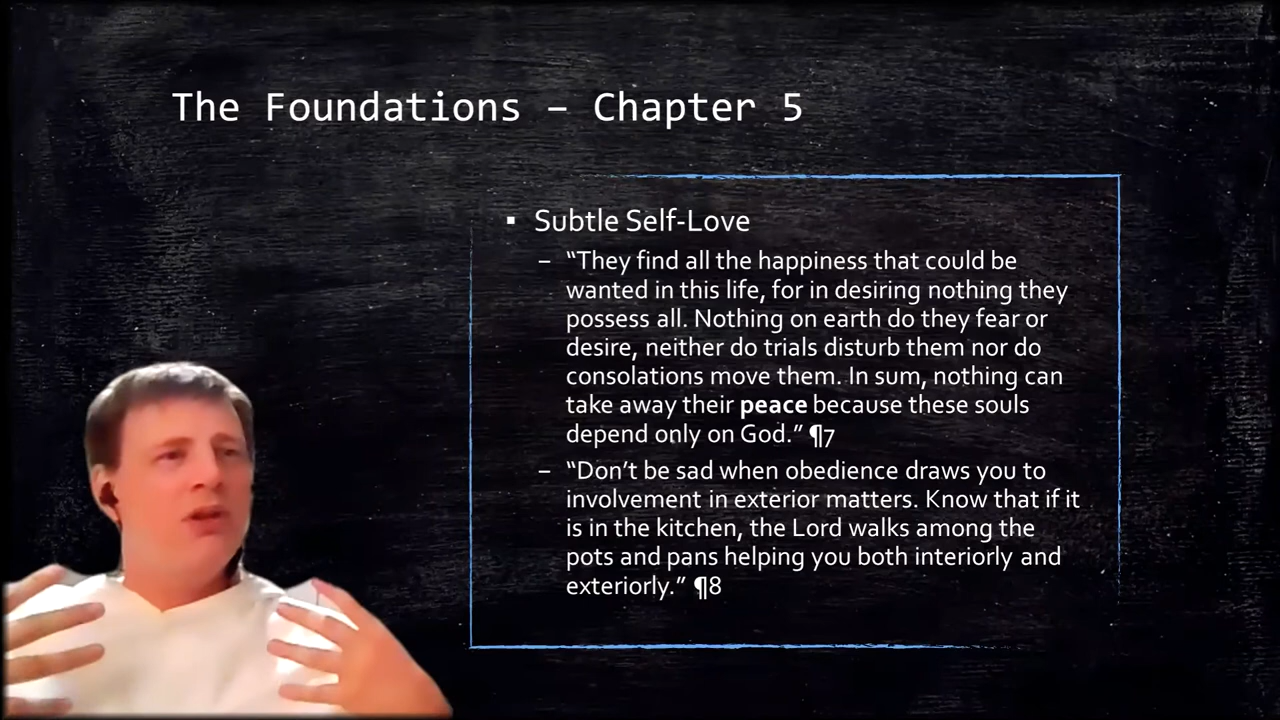 The Foundations – Chapter 5
▪ Subtle Self-Love
– “They find all the happiness that could be
wanted in this life, for in desiring nothing they
possess all. Nothing on earth do they fear or
desire, neither do trials disturb them nor do
consolations move them. In sum, nothing can
take away their peace because these souls
depend only on God.” ¶7
– “Don’t be sad when obedience draws you to
involvement in exterior matters. Know that if it
is in the kitchen, the Lord walks among the
pots and pans helping you both interiorly and
exteriorly.” ¶8